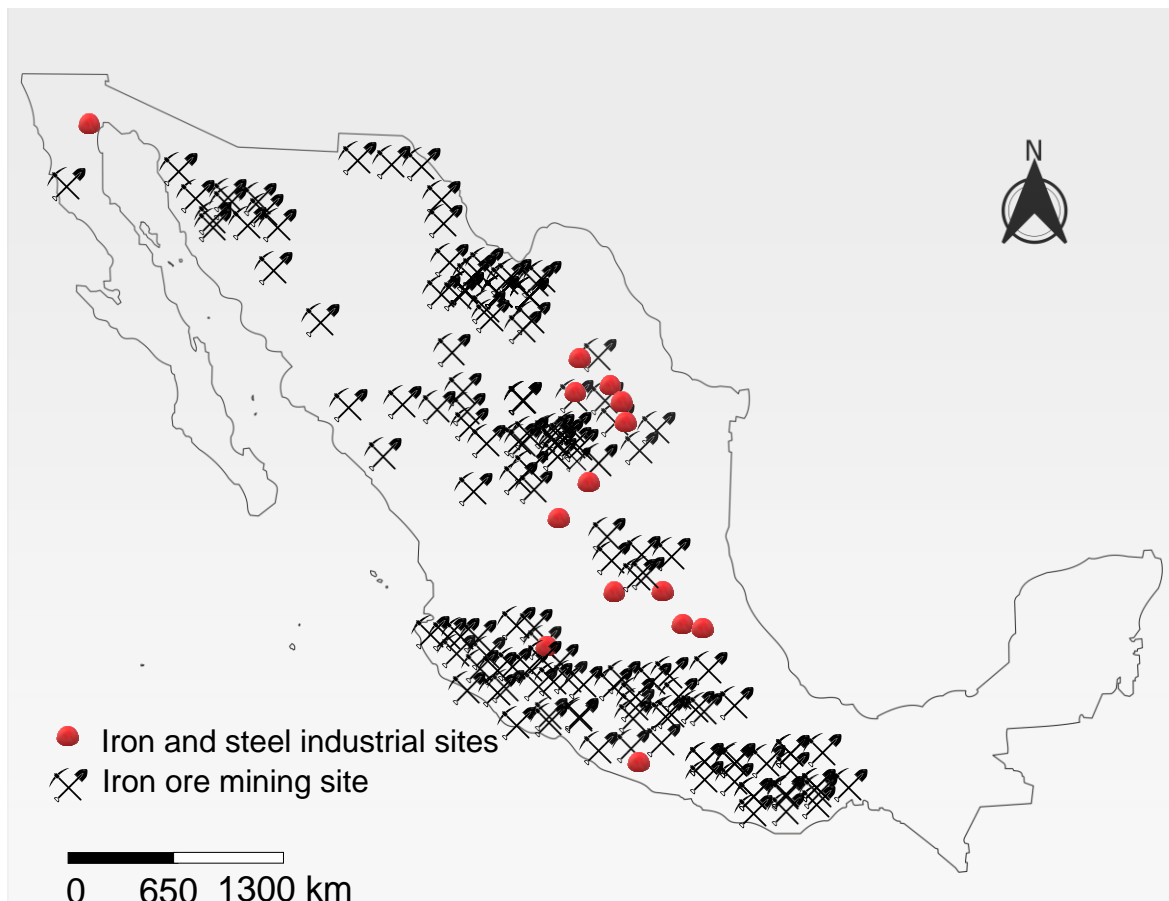 N
Iron and steel industrial sites
Iron ore mining site
0 650 1300 km